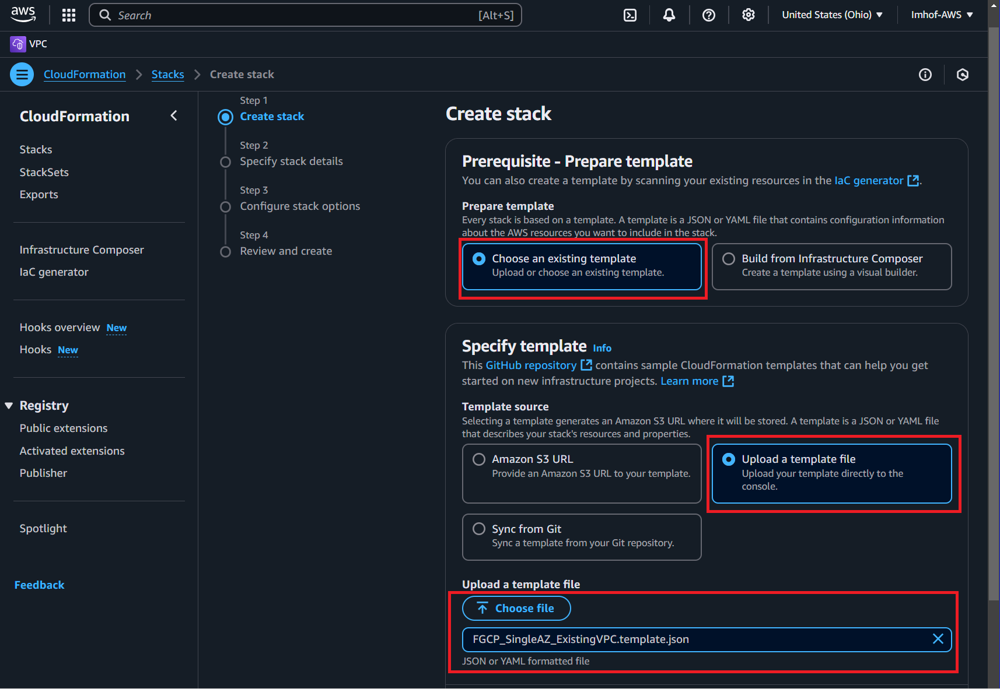 aws
Search
[Alt+S]
United States (Ohio)
Imhof-AWS
VPC
CloudFormation
Stacks
Create stack
CloudFormation
Stacks
StackSets
Exports
Infrastructure Composer
IaC generator
Hooks overview New
Hooks New
Registry
Public extensions
Activated extensions
Publisher
Spotlight
Feedback
Step 1
Create stack
Step 2
Specify stack details
Step 3
Configure stack options
Step 4
Review and create
Create stack
Prerequisite - Prepare template
You can also create a template by scanning your existing resources in the IaC generator.
Prepare template
Every stack is based on a template. A template is a JSON or YAML file that contains configuration information
about the AWS resources you want to include in the stack.
Choose an existing template
Upload or choose an existing template.
Build from Infrastructure Composer
Create a template using a visual builder.
Specify template Info
This GitHub repository contains sample CloudFormation templates that can help you get
started on new infrastructure projects. Learn more
Template source
Selecting a template generates an Amazon S3 URL where it will be stored. A template is a JSON or YAML file
that describes your stack's resources and properties.
Amazon S3 URL
Provide an Amazon S3 URL to your template.
Upload a template file
Upload your template directly to the
console.
Sync from Git
Sync a template from your Git repository.
Upload a template file
Choose file
FGCP_SingleAZ_ExistingVPC.template.json
JSON or YAML formatted file